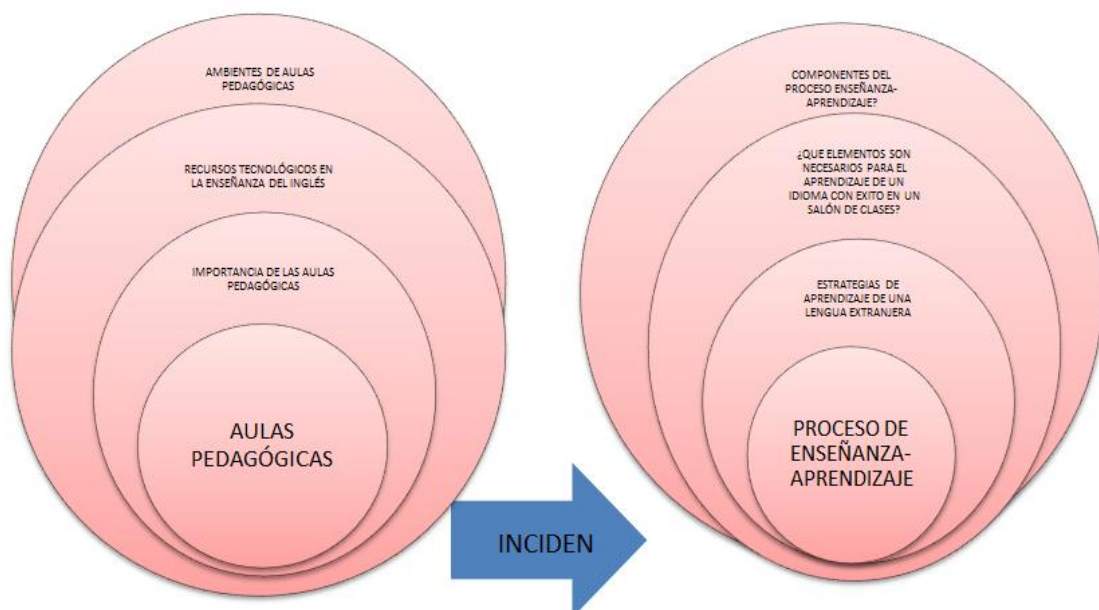 AMBIENTES DE AULAS
PEDAGÓGICAS
RECURSOS TECNOLÓGICOS EN
LA ENSEÑANZA DEL INGLÉS
IMPORTANCIA DE LAS AULAS
PEDAGÓGICAS
AULAS
PEDAGÓGICAS
INCIDEN
COMPONENTES DEL
PROCESO ENSEÑANZA-
APRENDIZAJE?
¿QUE ELEMENTOS SON
NECESARIOS PARA EL
APRENDIZAJE DE UN
IDIOMA CON EXITO EN UN
SALÓN DE CLASES?
ESTRATEGIAS DE
APRENDIZAJE DE UNA
LENGUA EXTRANJERA
PROCESO DE
ENSEÑANZA-
APRENDIZAJE